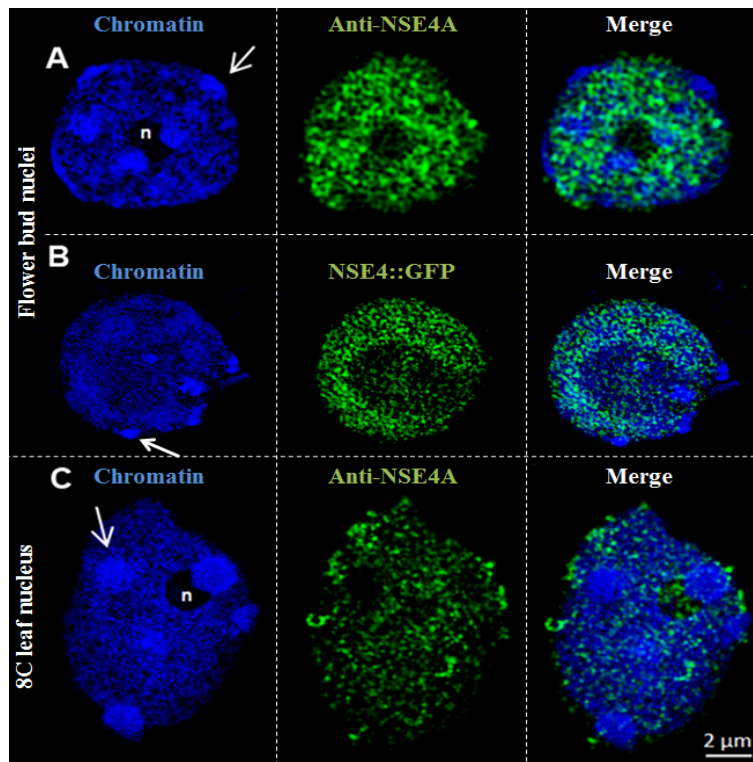 Chromatin Anti-NSE4A Merge
A
n
Flower bud nuclei
B
Chromatin NSE4::GFP Merge
C
Chromatin Anti-NSE4A Merge
n
8C leaf nucleus
2 µm